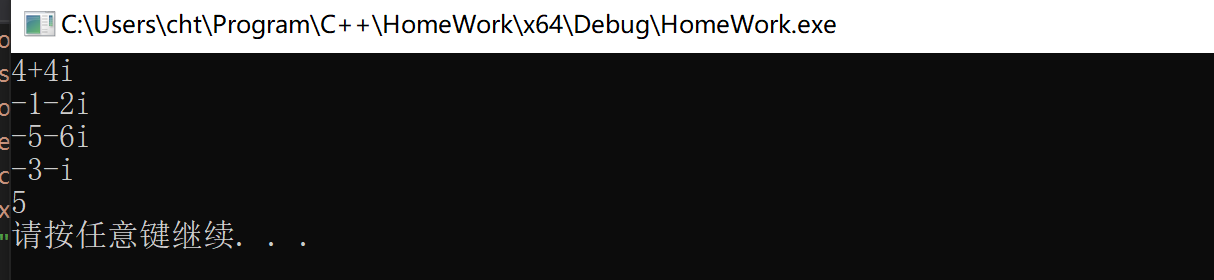 C:\Users\cht\Program\C++\HomeWork\x64\Debug\HomeWork.exe
4+4i
-1-2i
-5-6i
-3-i
5
请按任意键继续. . .